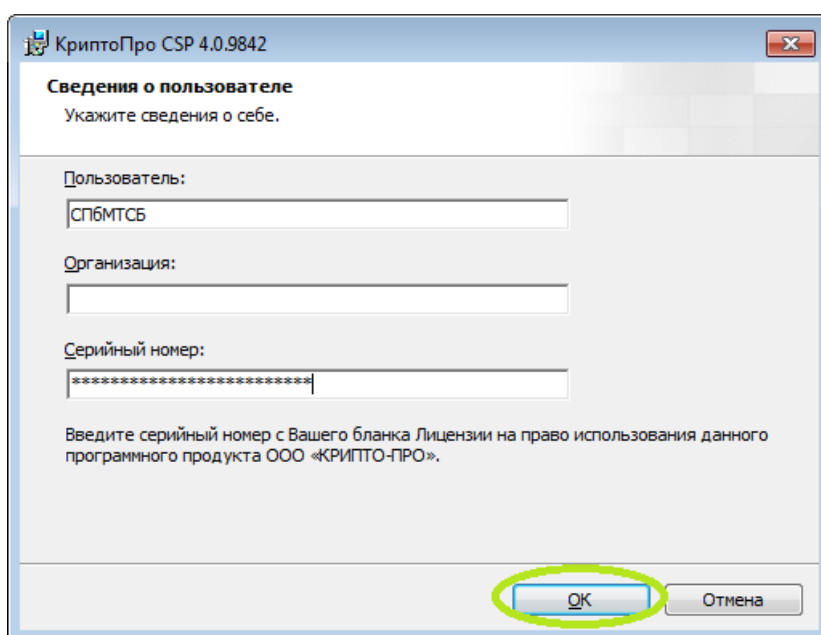 КриптоПро CSP 4.0.9842
Сведения о пользователе
Укажите сведения о себе.
Пользователь:
СПбМТСБ
Организация:
Серийный номер:
*************************
Введите серийный номер с Вашего бланка Лицензии на право использования данного
программного продукта ООО «КРИПТО-ПРО».
ОК
Отмена